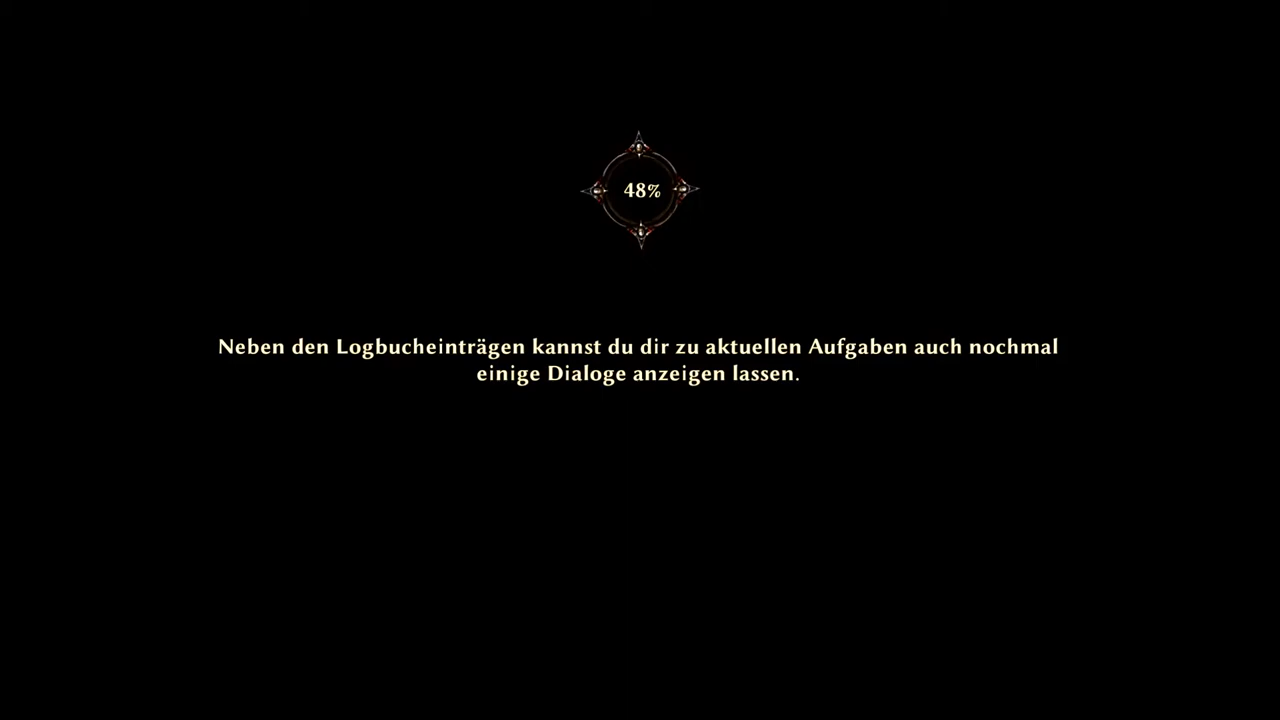 48%
Neben den Logbucheinträgen kannst du dir zu aktuellen Aufgaben auch nochmal
einige Dialoge anzeigen lassen.